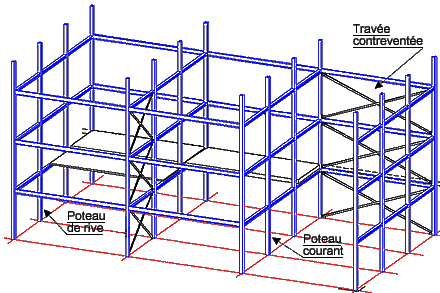 Travée
contreventée
Poteau
de rive
Poteau
courant